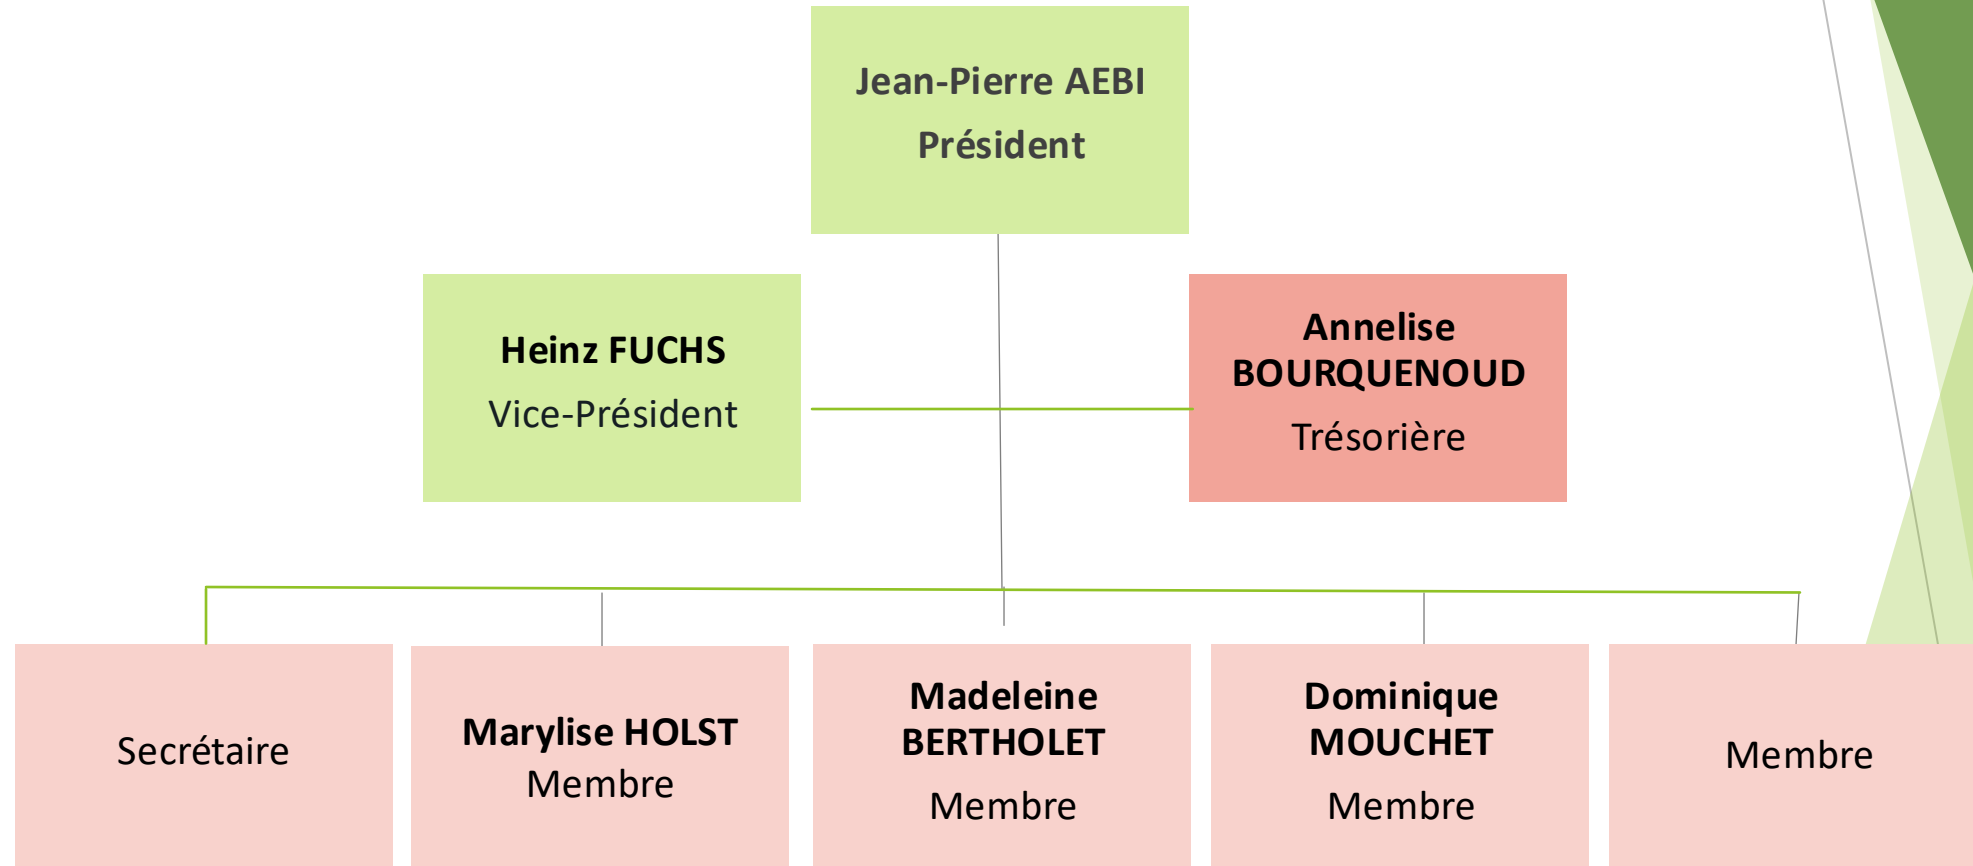 Jean-Pierre AEBI
Président
Heinz FUCHS
Vice-Président
Annelise
BOURQUENOUD
Trésorière
Secrétaire
Marylise HOLST
Membre
Madeleine
BERTHOLET
Membre
Dominique
MOUCHET
Membre
Membre